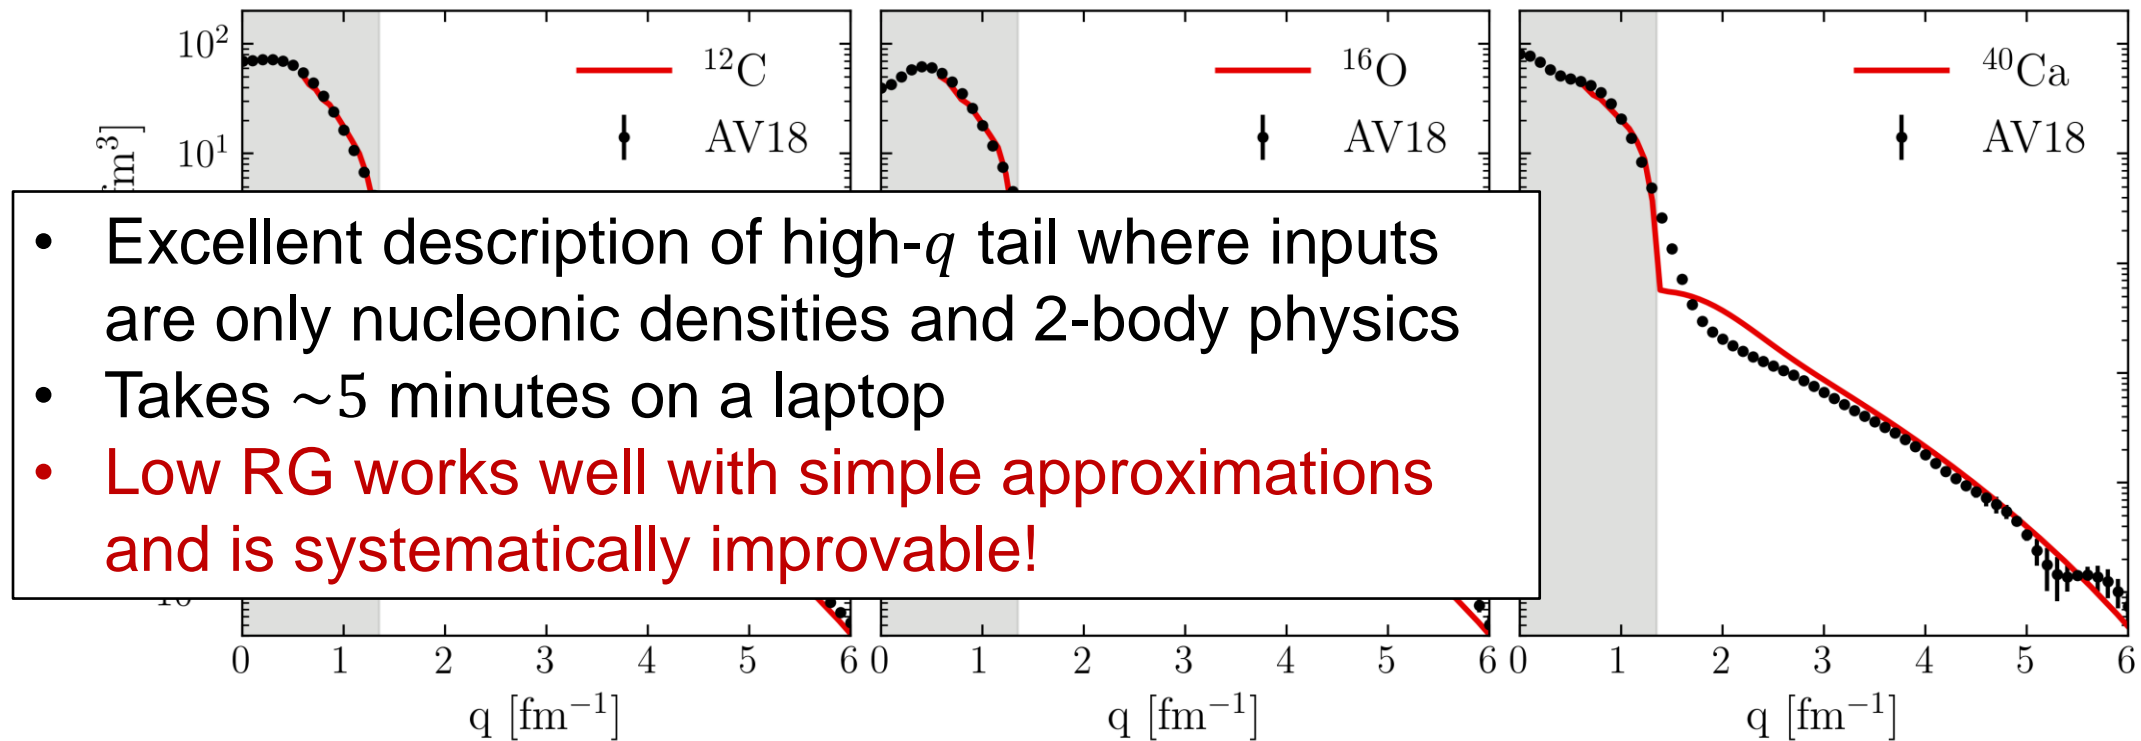 10² ¹²C ¹⁶O ⁴⁰Ca
10¹ AV18 AV18 AV18
fm³]
• Excellent description of high-q tail where inputs
are only nucleonic densities and 2-body physics
• Takes ~5 minutes on a laptop
• Low RG works well with simple approximations
and is systematically improvable!
0 1 2 3 4 5 6 0 1 2 3 4 5 6 0 1 2 3 4 5 6
q [fm⁻¹] q [fm⁻¹] q [fm⁻¹]